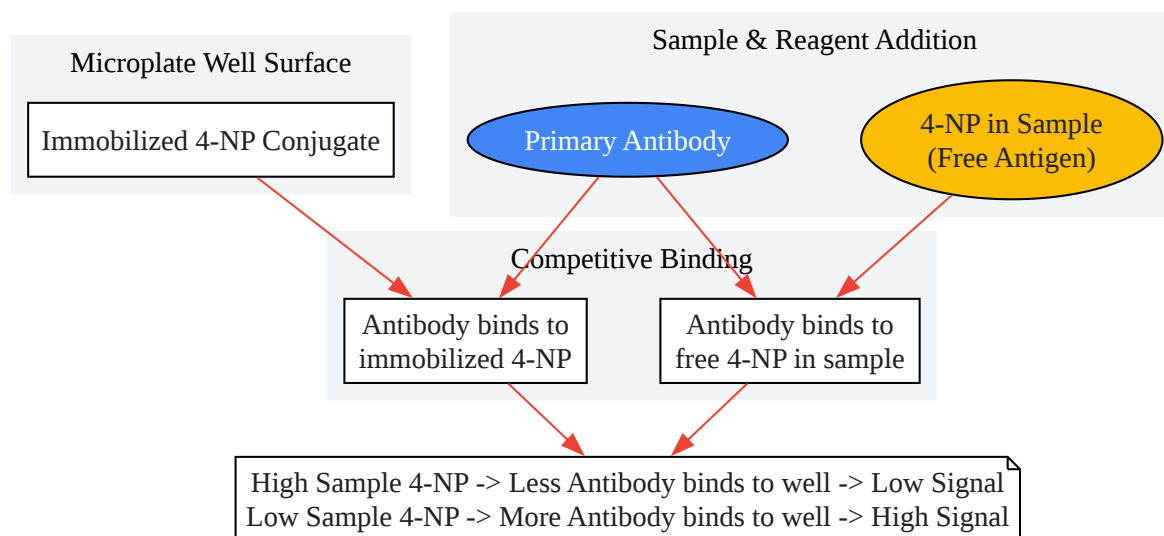 Sample & Reagent Addition
Microplate Well Surface
Immobilized 4-NP Conjugate
Primary Antibody
4-NP in Sample
(Free Antigen)
Competitive Binding
Antibody binds to
immobilized 4-NP
Antibody binds to
free 4-NP in sample
High Sample 4-NP -> Less Antibody binds to well -> Low Signal
Low Sample 4-NP -> More Antibody binds to well -> High Signal